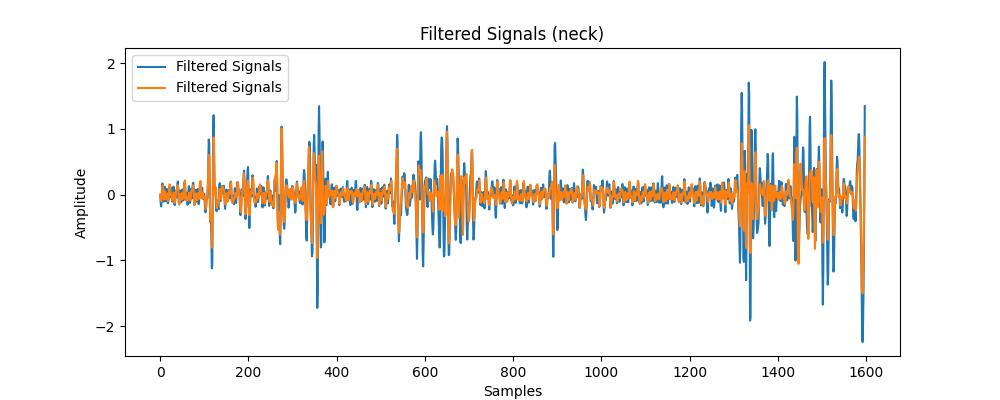 Filtered Signals (neck)
Filtered Signals
Filtered Signals
2
1
0
−1
−2
Amplitude
0 200 400 600 800 1000 1200 1400 1600
Samples